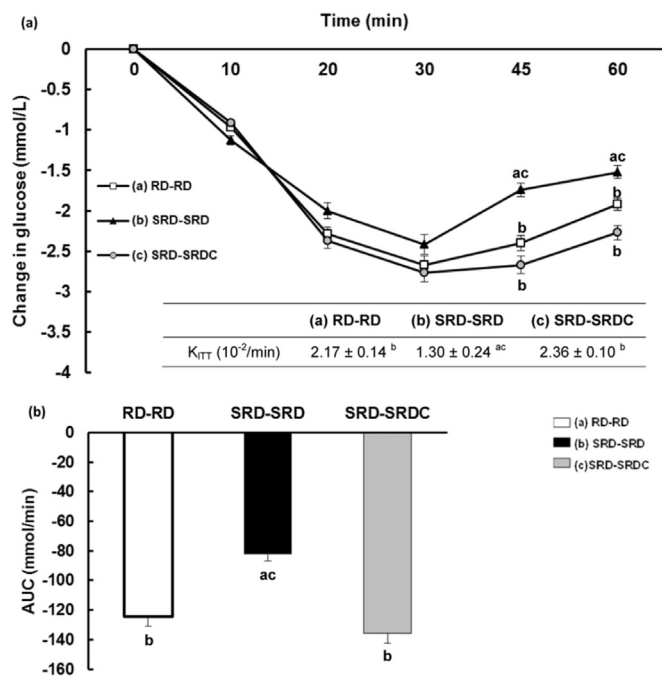 (a)
Time (min)
0
0 10 20 30 45 60
-0.5
-1
-1.5
-2
-2.5
-3
-3.5
-4
Change in glucose (mmol/L)
(a) RD-RD
(b) SRD-SRD
(c) SRD-SRDC
ac ac
b b
b b
(a) RD-RD (b) SRD-SRD (c) SRD-SRDC
KITT (10-2/min) 2.17 ± 0.14 b 1.30 ± 0.24 ac 2.36 ± 0.10 b
(b)
RD-RD SRD-SRD SRD-SRDC
0
-20
-40
-60
-80
-100
-120
-140
-160
AUC (mmol/min)
ac
b b
(a) RD-RD
(b) SRD-SRD
(c)SRD-SRDC